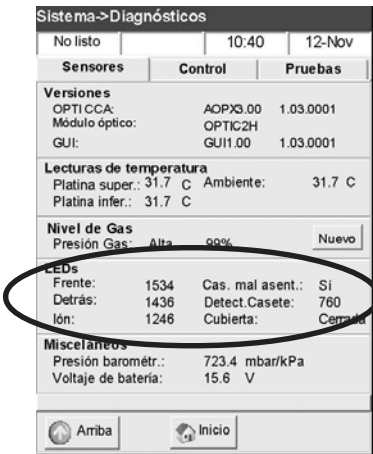 Sistema->Diagnósticos
No listo 10:40 12-Nov
Sensores Control Pruebas
Versiones
OPTI CCA: AOPX3.00 1.03.0001
Módulo óptico: OPTIC2H
GUI: GUI1.00 1.03.0001
Lecturas de temperatura
Platina super.: 31.7 C Ambiente: 31.7 C
Platina infer.: 31.7 C
Nivel de Gas
Presión Gas: Alta 99% Nuevo
LEDs
Frente: 1534 Cas. mal asent.: Sí
Detrás: 1436 Detect.Casete: 760
Ión: 1246 Cubierta: Cerrada
Misceláneos
Presión barométr.: 723.4 mbar/kPa
Voltaje de batería: 15.6 V
Arriba Inicio